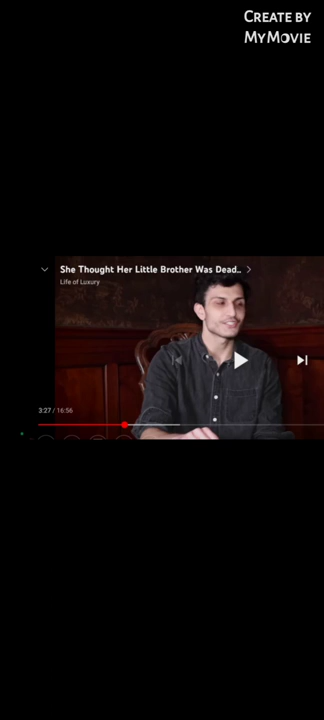 CREATE BY
MYMOVIE
She Thought Her Little Brother Was Dead..
Life of Luxury
3:27 / 16:56